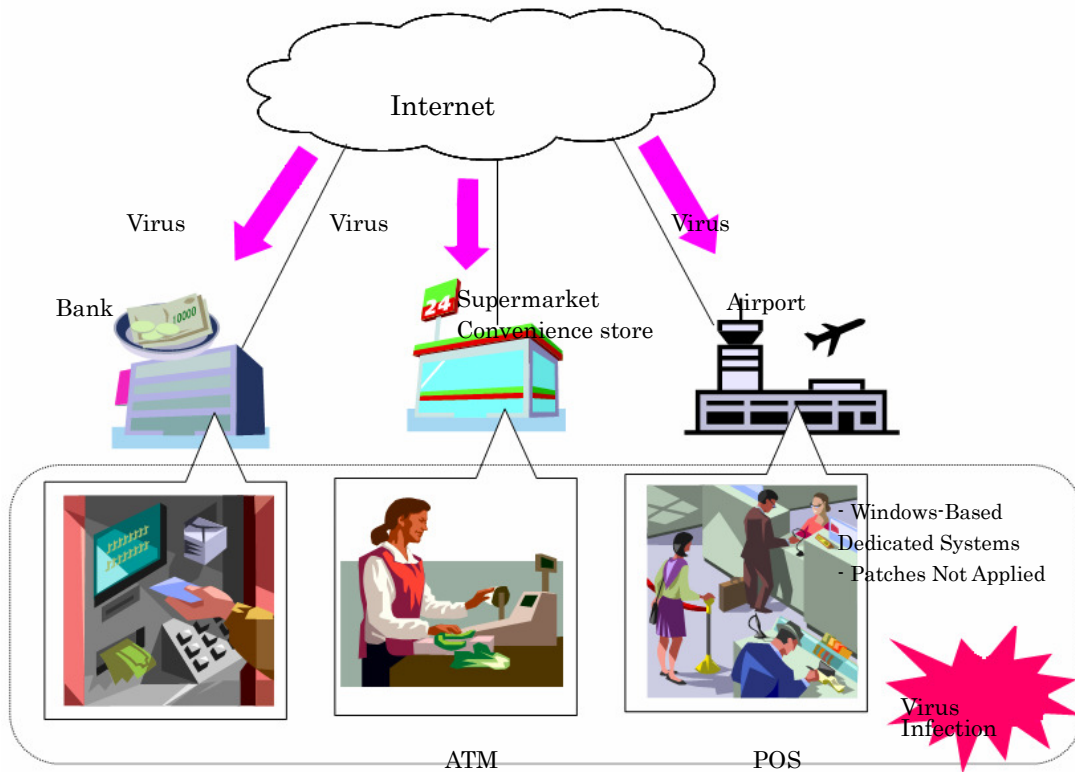 Internet
Virus
Virus
Virus
Bank
10000
24
Supermarket
Convenience store
Airport
- Windows-Based
Dedicated Systems
- Patches Not Applied
Virus
Infection
ATM
POS